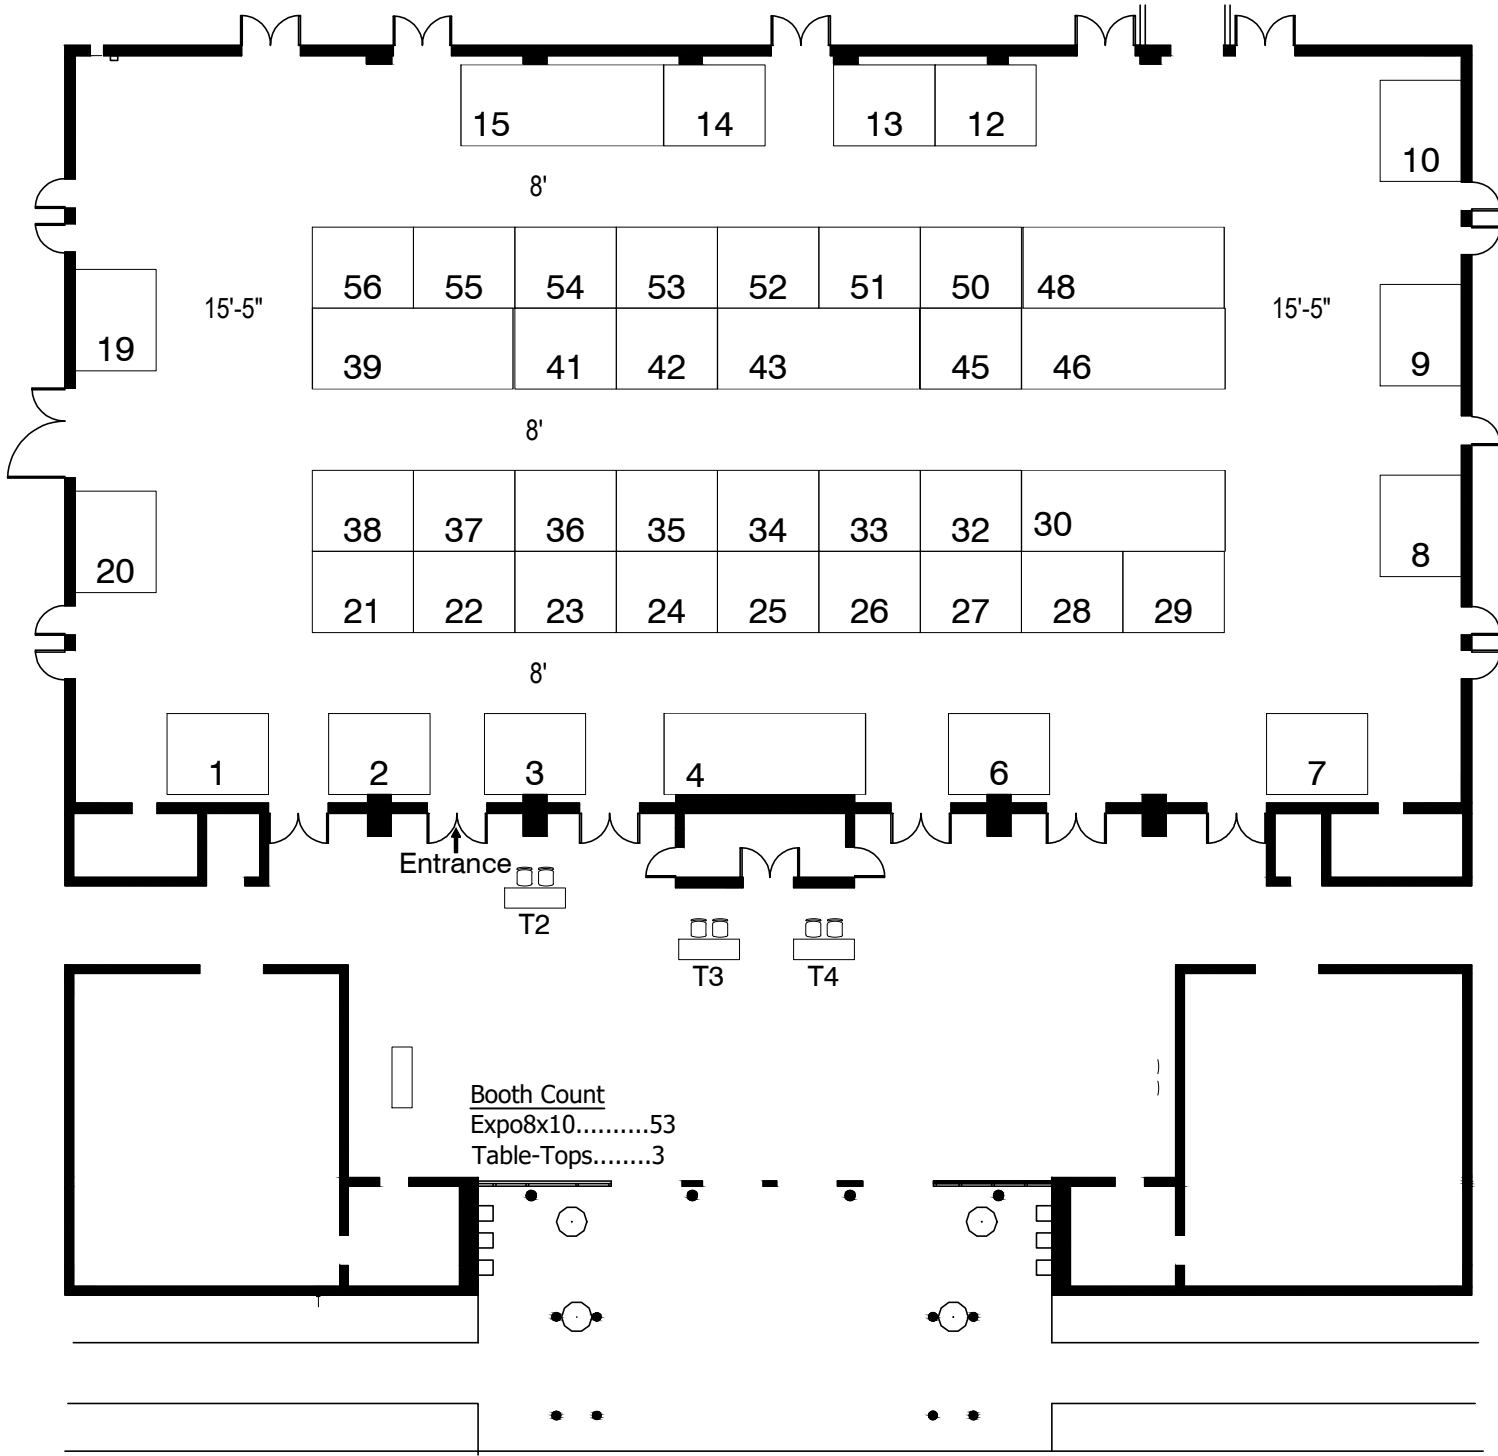 15 14 13 12
10
8'
56 55 54 53 52 51 50 48
15'-5" 15'-5"
19
39 41 42 43 45 46
9
8'
38 37 36 35 34 33 32 30
20
8
21 22 23 24 25 26 27 28 29
8'
1 2 3 4 6 7
Entrance
T2
T3 T4
Booth Count
Expo8x10..........53
Table-Tops........3